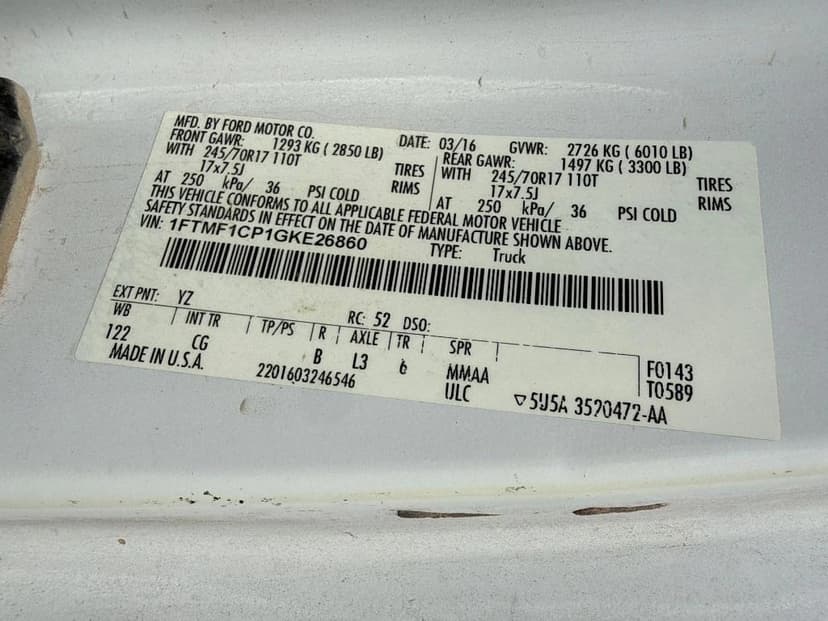 MFD. BY FORD MOTOR CO. DATE: 03/16 GVWR: 2726 KG ( 6010 LB)
FRONT GAWR: 1293 KG ( 2850 LB) REAR GAWR: 1497 KG ( 3300 LB)
WITH 245/70R17 110T TIRES WITH 245/70R17 110T TIRES
17x7.5J RIMS 17x7.5J RIMS
AT 250 kPa/ 36 PSI COLD AT 250 kPa/ 36 PSI COLD
THIS VEHICLE CONFORMS TO ALL APPLICABLE FEDERAL MOTOR VEHICLE
SAFETY STANDARDS IN EFFECT ON THE DATE OF MANUFACTURE SHOWN ABOVE.
VIN: 1FTMF1CP1GKE26860 TYPE: Truck
EXT PNT: YZ RC: 52 DSO:
WB INT TR TP/PS R AXLE TR SPR
122 CG B L3 6 MMAA F0143
MADE IN U.S.A. 2201603246546 ULC T0589
▽5U5A 3520472-AA